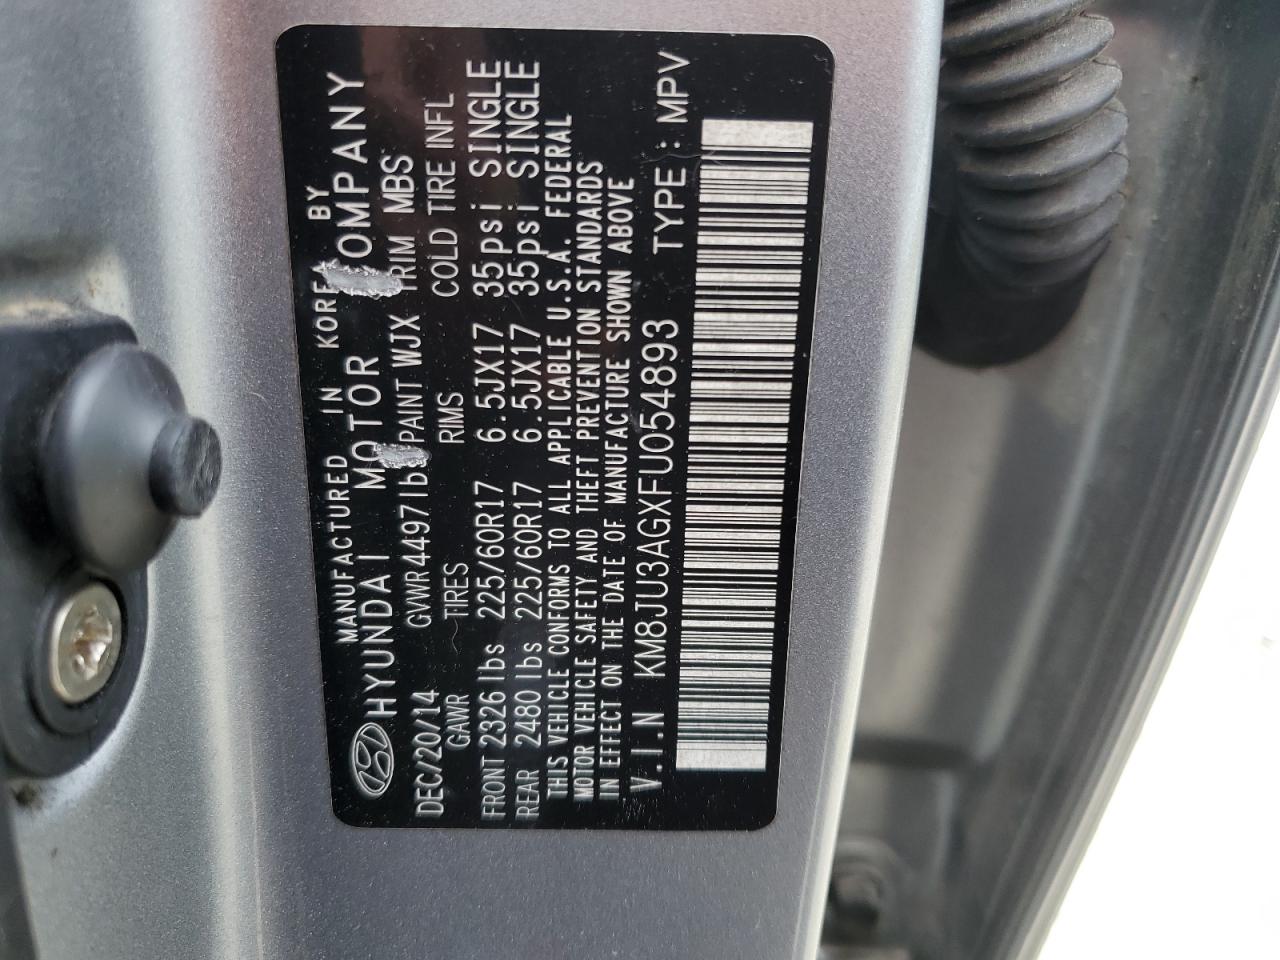 MANUFACTURED IN KOREA BY
HYUNDAI MOTOR COMPANY
DEC/20/14 GVWR 4497lbs PAINT WJX TRIM MBS
GAWR TIRES RIMS COLD TIRE INFL
FRONT 2326 lbs 225/60R17 6.5JX17 35psi SINGLE
REAR 2480 lbs 225/60R17 6.5JX17 35psi SINGLE
THIS VEHICLE CONFORMS TO ALL APPLICABLE U.S.A. FEDERAL
MOTOR VEHICLE SAFETY AND THEFT PREVENTION STANDARDS
IN EFFECT ON THE DATE OF MANUFACTURE SHOWN ABOVE
V.I.N KM8JU3AGXFU054893 TYPE : MPV